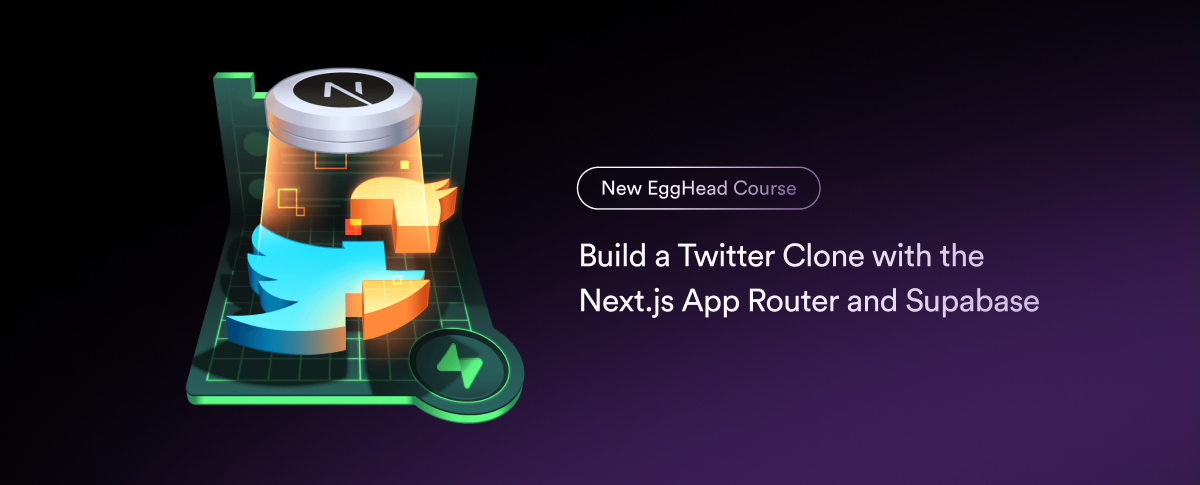 New EggHead Course
Build a Twitter Clone with the
Next.js App Router and Supabase